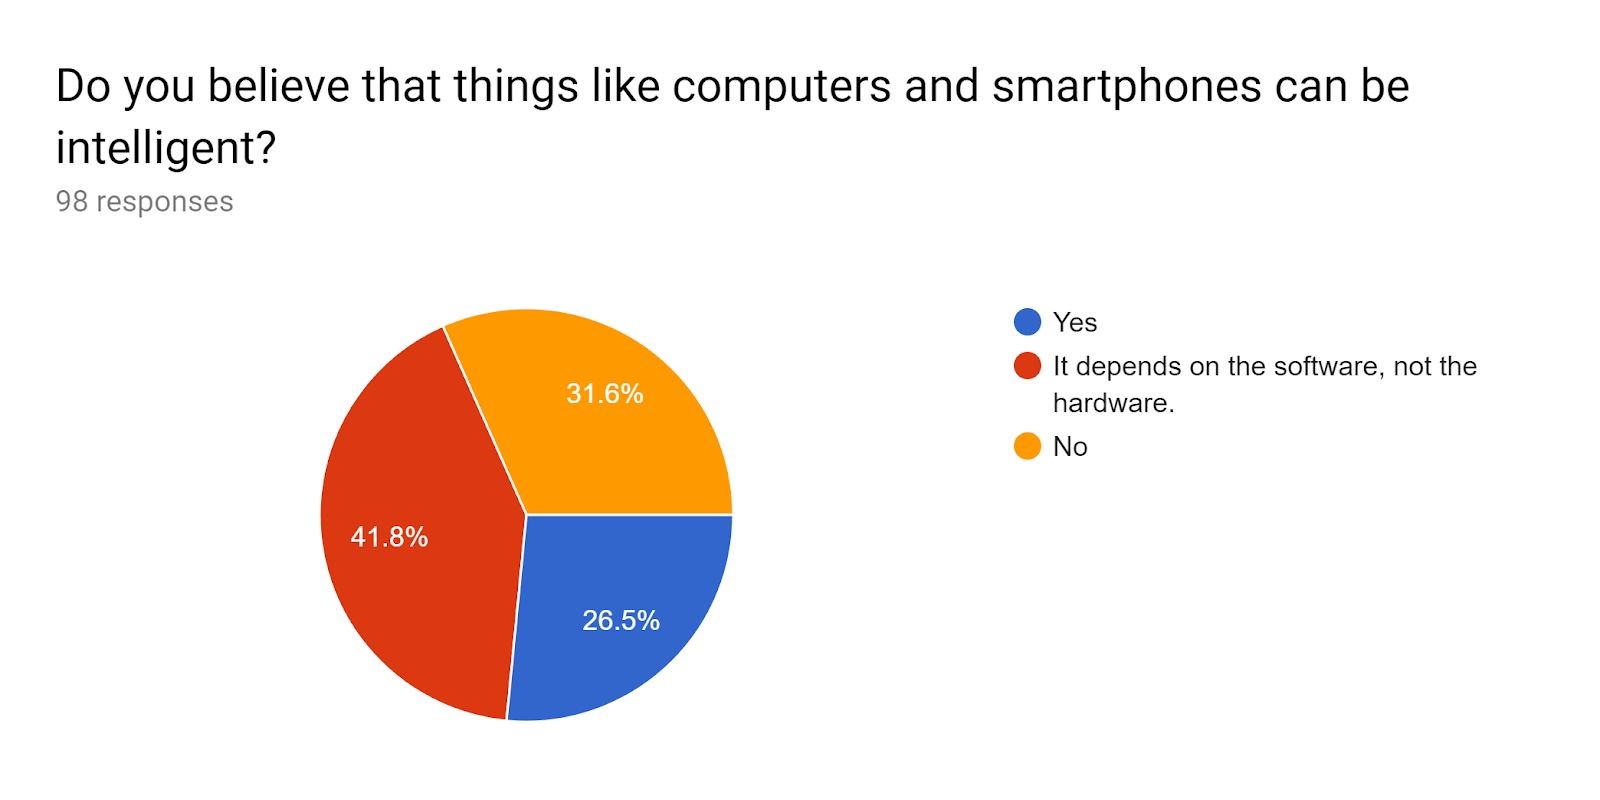 Do you believe that things like computers and smartphones can be
intelligent?
98 responses
Yes
It depends on the software, not the
hardware.
No
31.6%
41.8%
26.5%